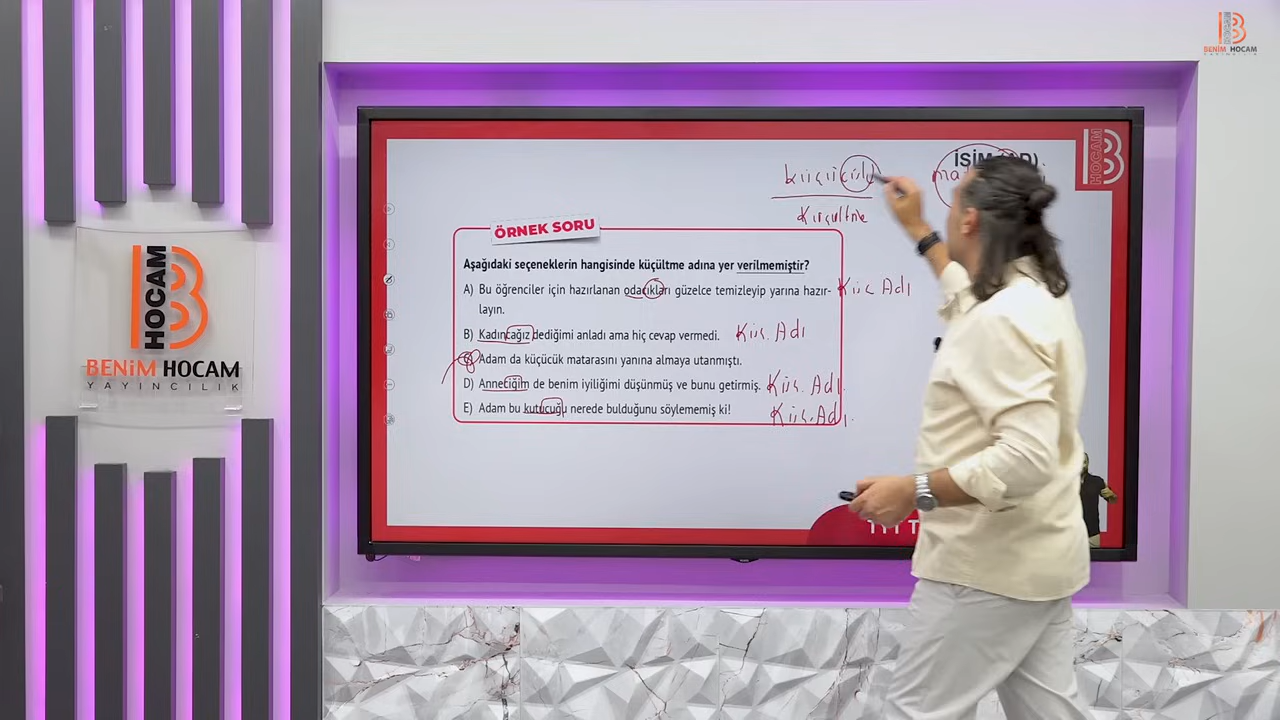 BENİM HOCAM
YAYINCILIK
HOCAM
BENİM HOCAM
YAYINCILIK
HOCAM
İSİM
küçücük
Küçültme
ÖRNEK SORU
Aşağıdaki seçeneklerin hangisinde küçültme adına yer verilmemiştir?
A) Bu öğrenciler için hazırlanan odacıkları güzelce temizleyip yarına hazır- Küç Adı
layın.
B) Kadıncağız dediğimi anladı ama hiç cevap vermedi. Küç. Adı
C) Adam da küçücük matarasını yanına almaya utanmıştı.
D) Anneciğim de benim iyiliğimi düşünmüş ve bunu getirmiş. Küç. Adı.
E) Adam bu kutucuğu nerede bulduğunu söylememiş ki! Küç. Adı.